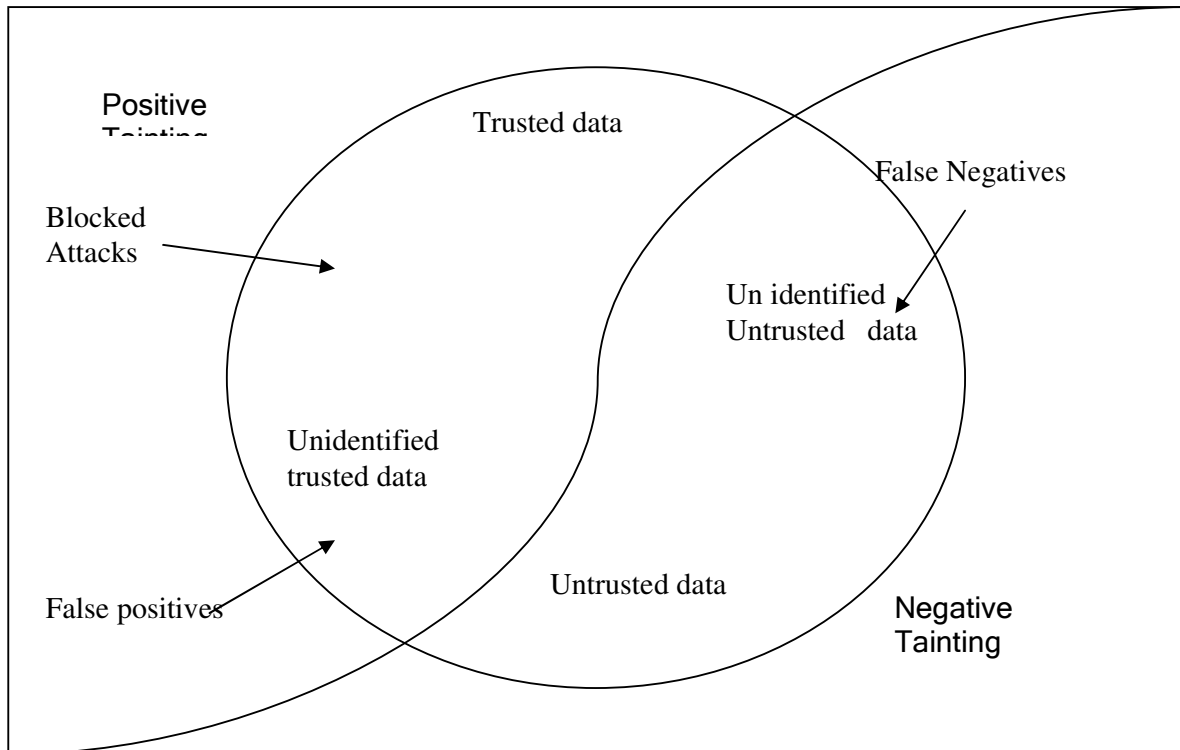 Positive
Tainting
Trusted data
False Negatives
Blocked
Attacks
Un identified
Untrusted data
Unidentified
trusted data
Untrusted data
False positives
Negative
Tainting